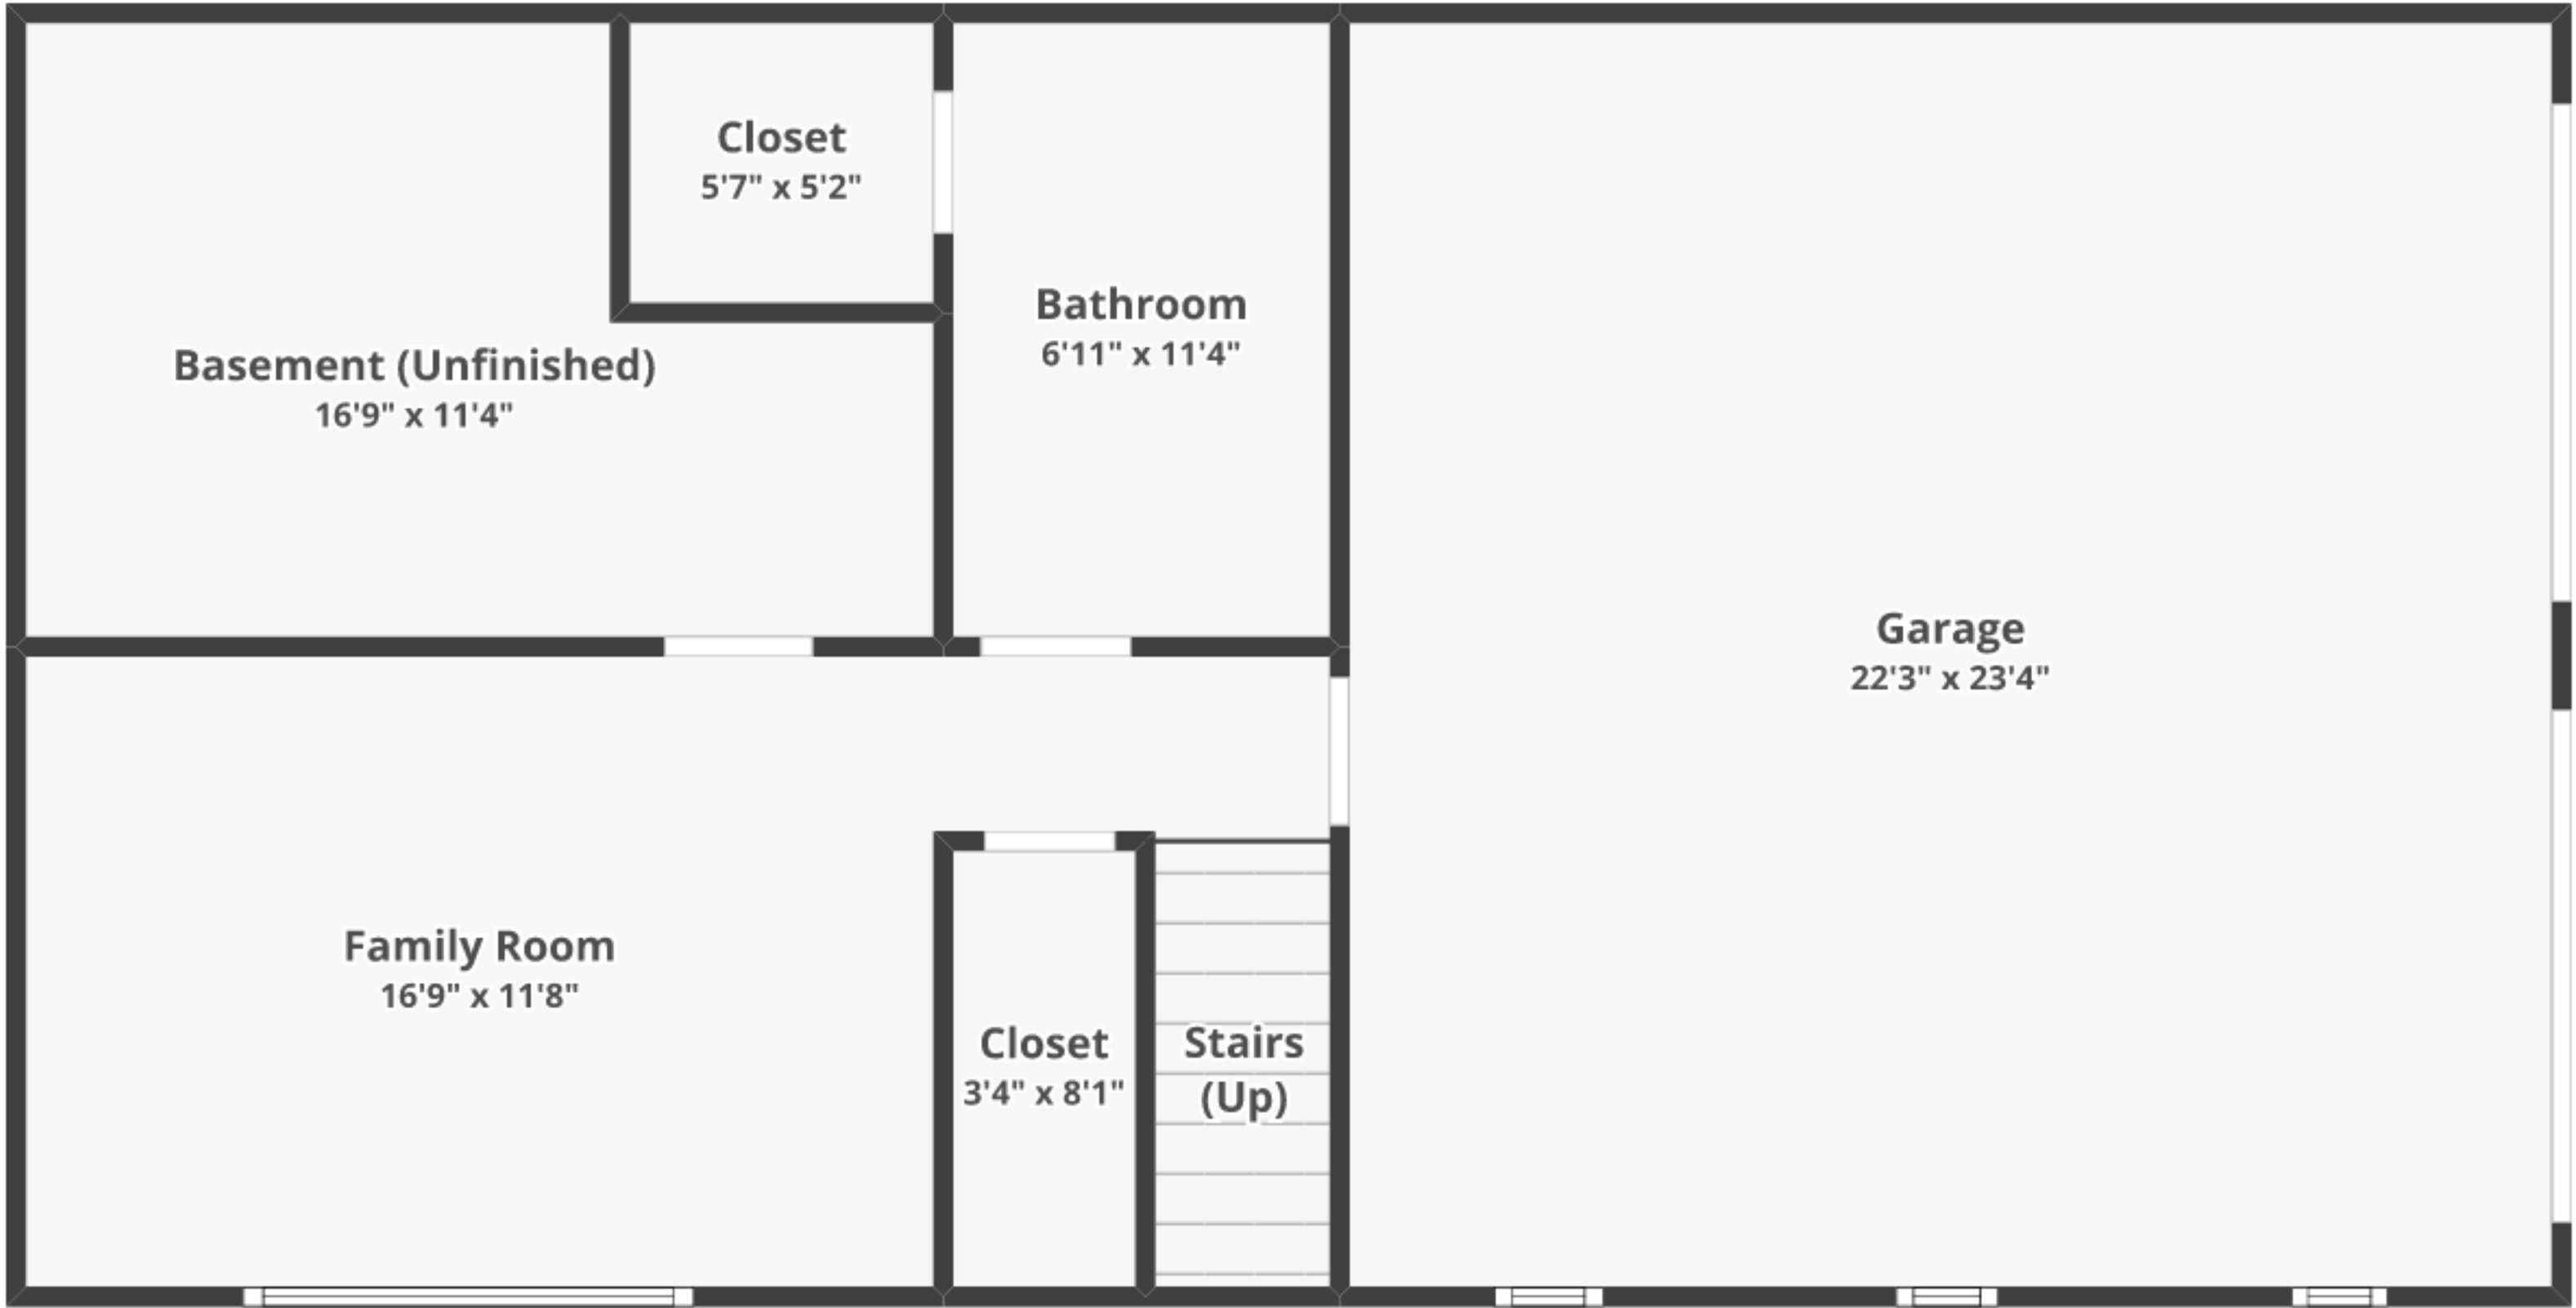 Closet
5'7" x 5'2"
Bathroom
6'11" x 11'4"
Basement (Unfinished)
16'9" x 11'4"
Garage
22'3" x 23'4"
Family Room
16'9" x 11'8"
Closet
3'4" x 8'1"
Stairs
(Up)